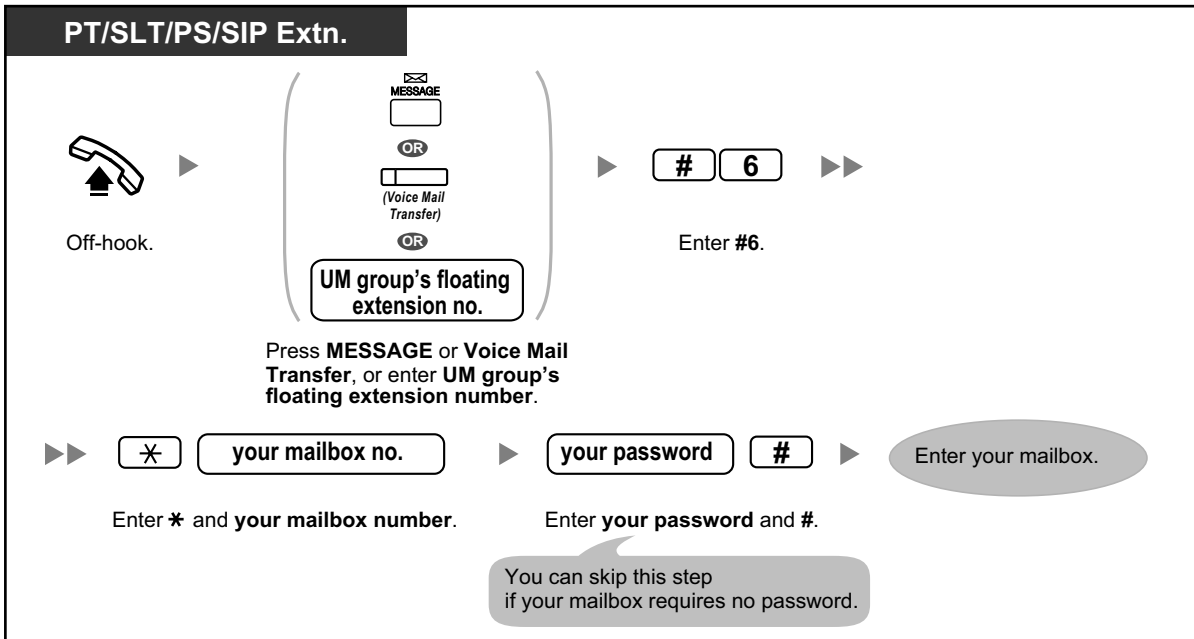 PT/SLT/PS/SIP Extn.
MESSAGE
OR
(Voice Mail
Transfer)
OR
UM group's floating
extension no.
# 6
Off-hook.
Enter #6.
Press MESSAGE or Voice Mail
Transfer, or enter UM group's
floating extension number.
* your mailbox no.
your password #
Enter your mailbox.
Enter * and your mailbox number.
Enter your password and #.
You can skip this step
if your mailbox requires no password.